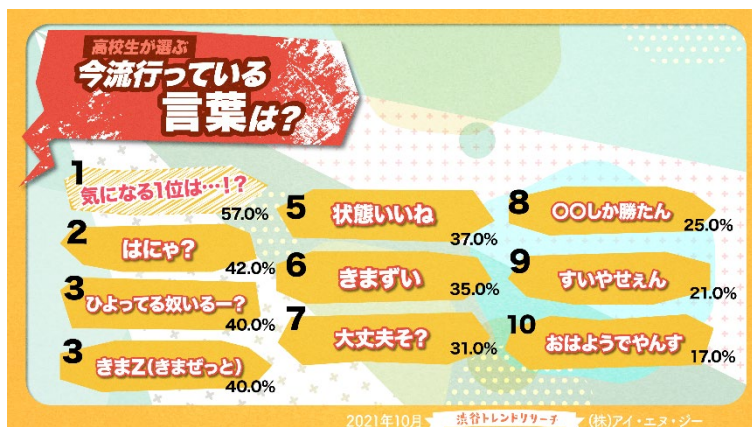 高校生が選ぶ
今流行っている
言葉は？
1
気になる1位は…!?
57.0%
2
はにゃ？
42.0%
3
ひよってる奴いるー？
40.0%
3
きまZ(きまぜっと)
40.0%
5
状態いいね
37.0%
6
きまずい
35.0%
7
大丈夫そ？
31.0%
8
〇〇しか勝たん
25.0%
9
すいやせぇん
21.0%
10
おはようでやんす
17.0%
2021年10月 渋谷トレンドリサーチ (株)アイ・エヌ・ジー